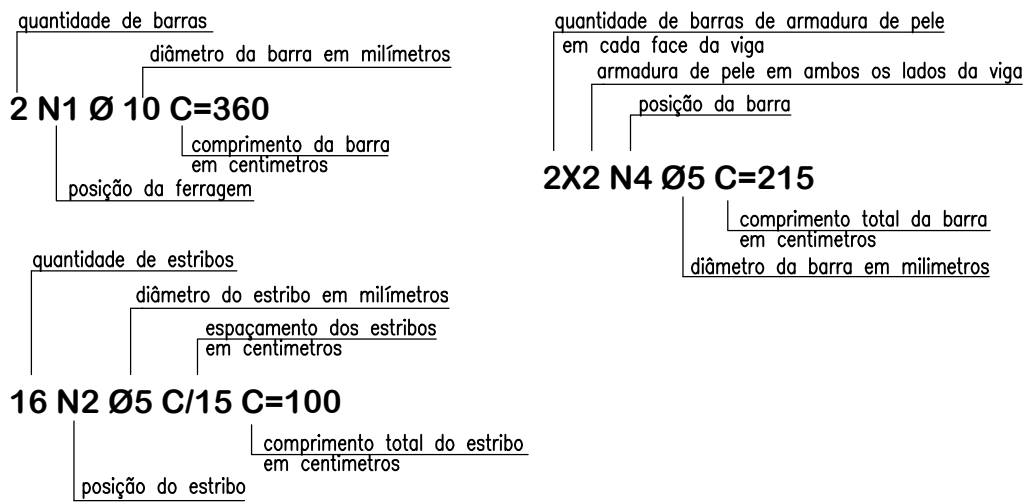 quantidade de barras
diâmetro da barra em milímetros
2 N1 Ø 10 C=360
comprimento da barra
em centimetros
posição da ferragem
quantidade de barras de armadura de pele
em cada face da viga
armadura de pele em ambos os lados da viga
posição da barra
2X2 N4 Ø5 C=215
comprimento total da barra
em centimetros
diâmetro da barra em milimetros
quantidade de estribos
diâmetro do estribo em milímetros
espaçamento dos estribos
em centimetros
16 N2 Ø5 C/15 C=100
comprimento total do estribo
em centimetros
posição do estribo